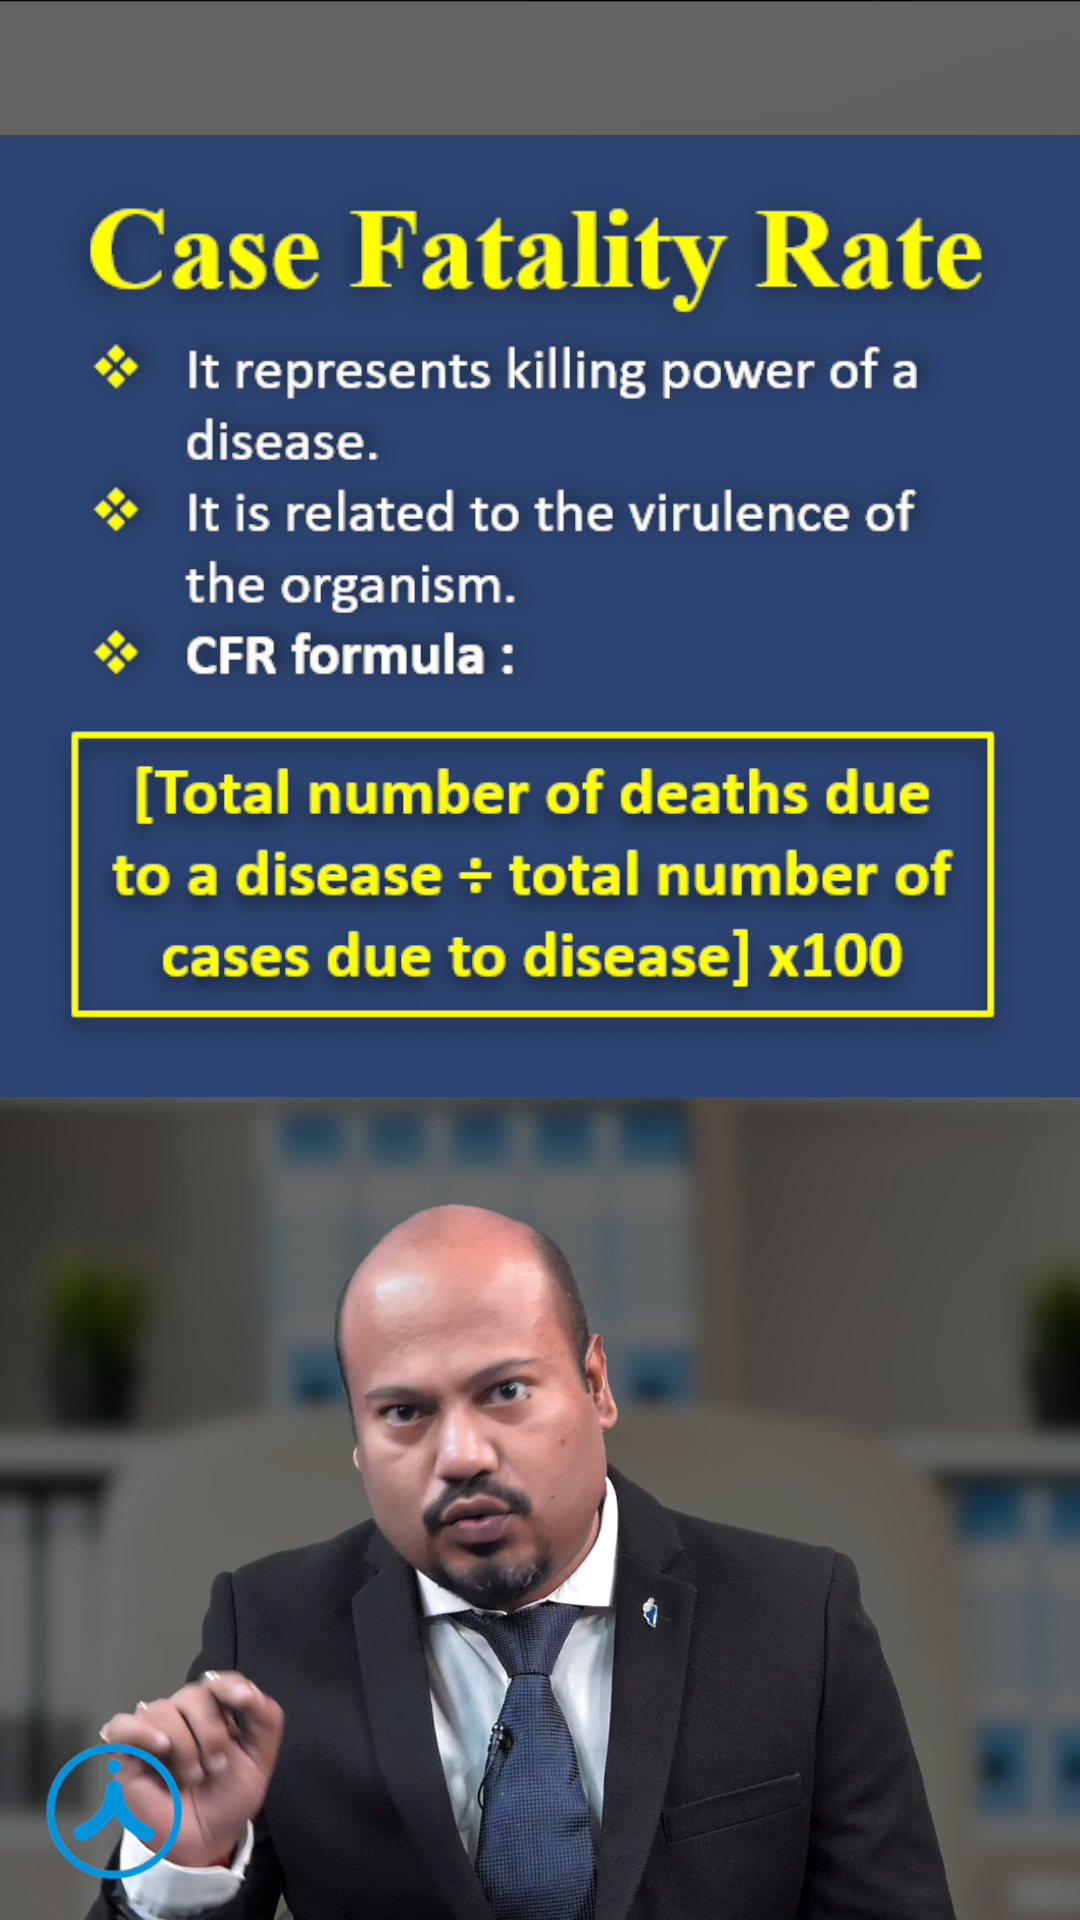 Case Fatality Rate
It represents killing power of a
disease.
It is related to the virulence of
the organism.
CFR formula :
[Total number of deaths due
to a disease ÷ total number of
cases due to disease] x100